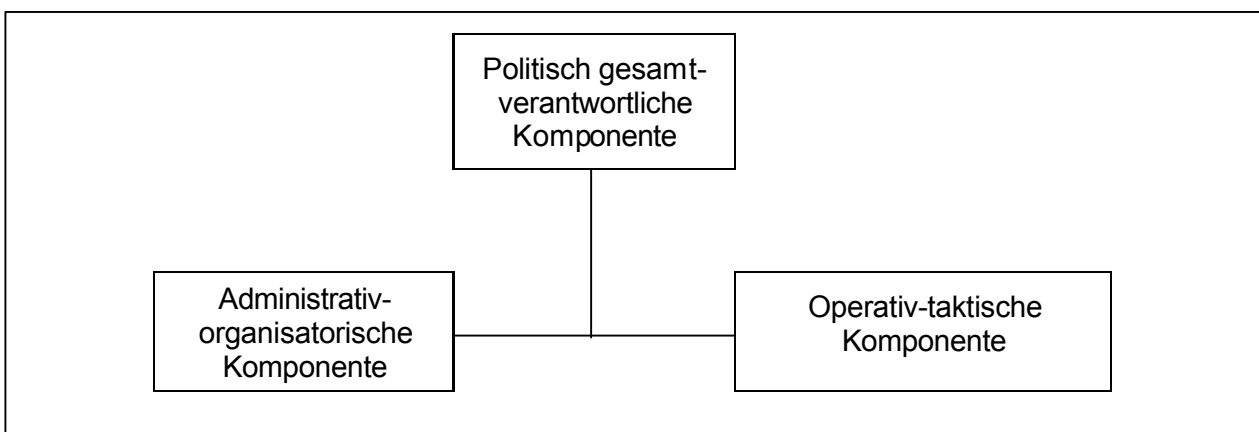 Politisch gesamt-
verantwortliche
Komponente
Administrativ-
organisatorische
Komponente
Operativ-taktische
Komponente